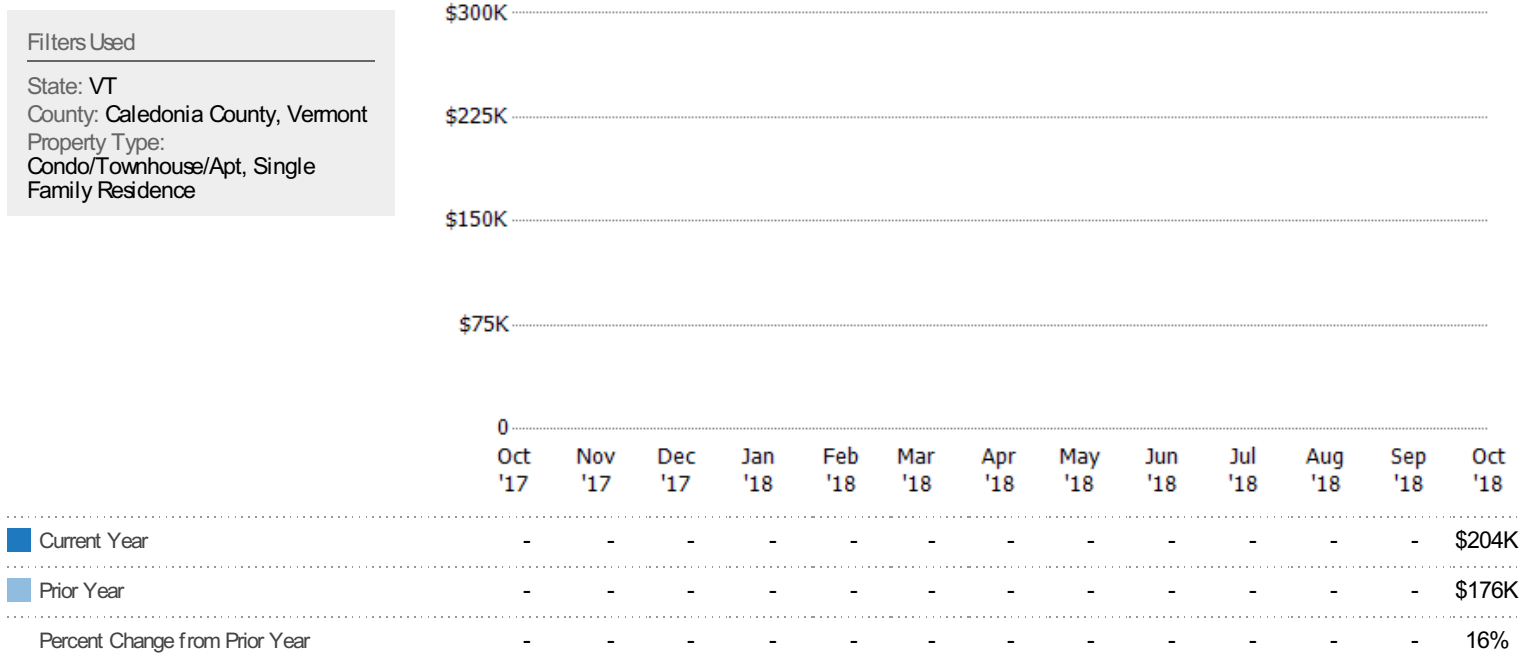 Filters Used
State: VT
County: Caledonia County, Vermont
Property Type:
Condo/Townhouse/Apt, Single
Family Residence
$300K
$225K
$150K
$75K
0
Oct Nov Dec Jan Feb Mar Apr May Jun Jul Aug Sep Oct
'17 '17 '17 '18 '18 '18 '18 '18 '18 '18 '18 '18 '18
Current Year - - - - - - - - - - - - $204K
Prior Year - - - - - - - - - - - - $176K
Percent Change from Prior Year - - - - - - - - - - - - 16%